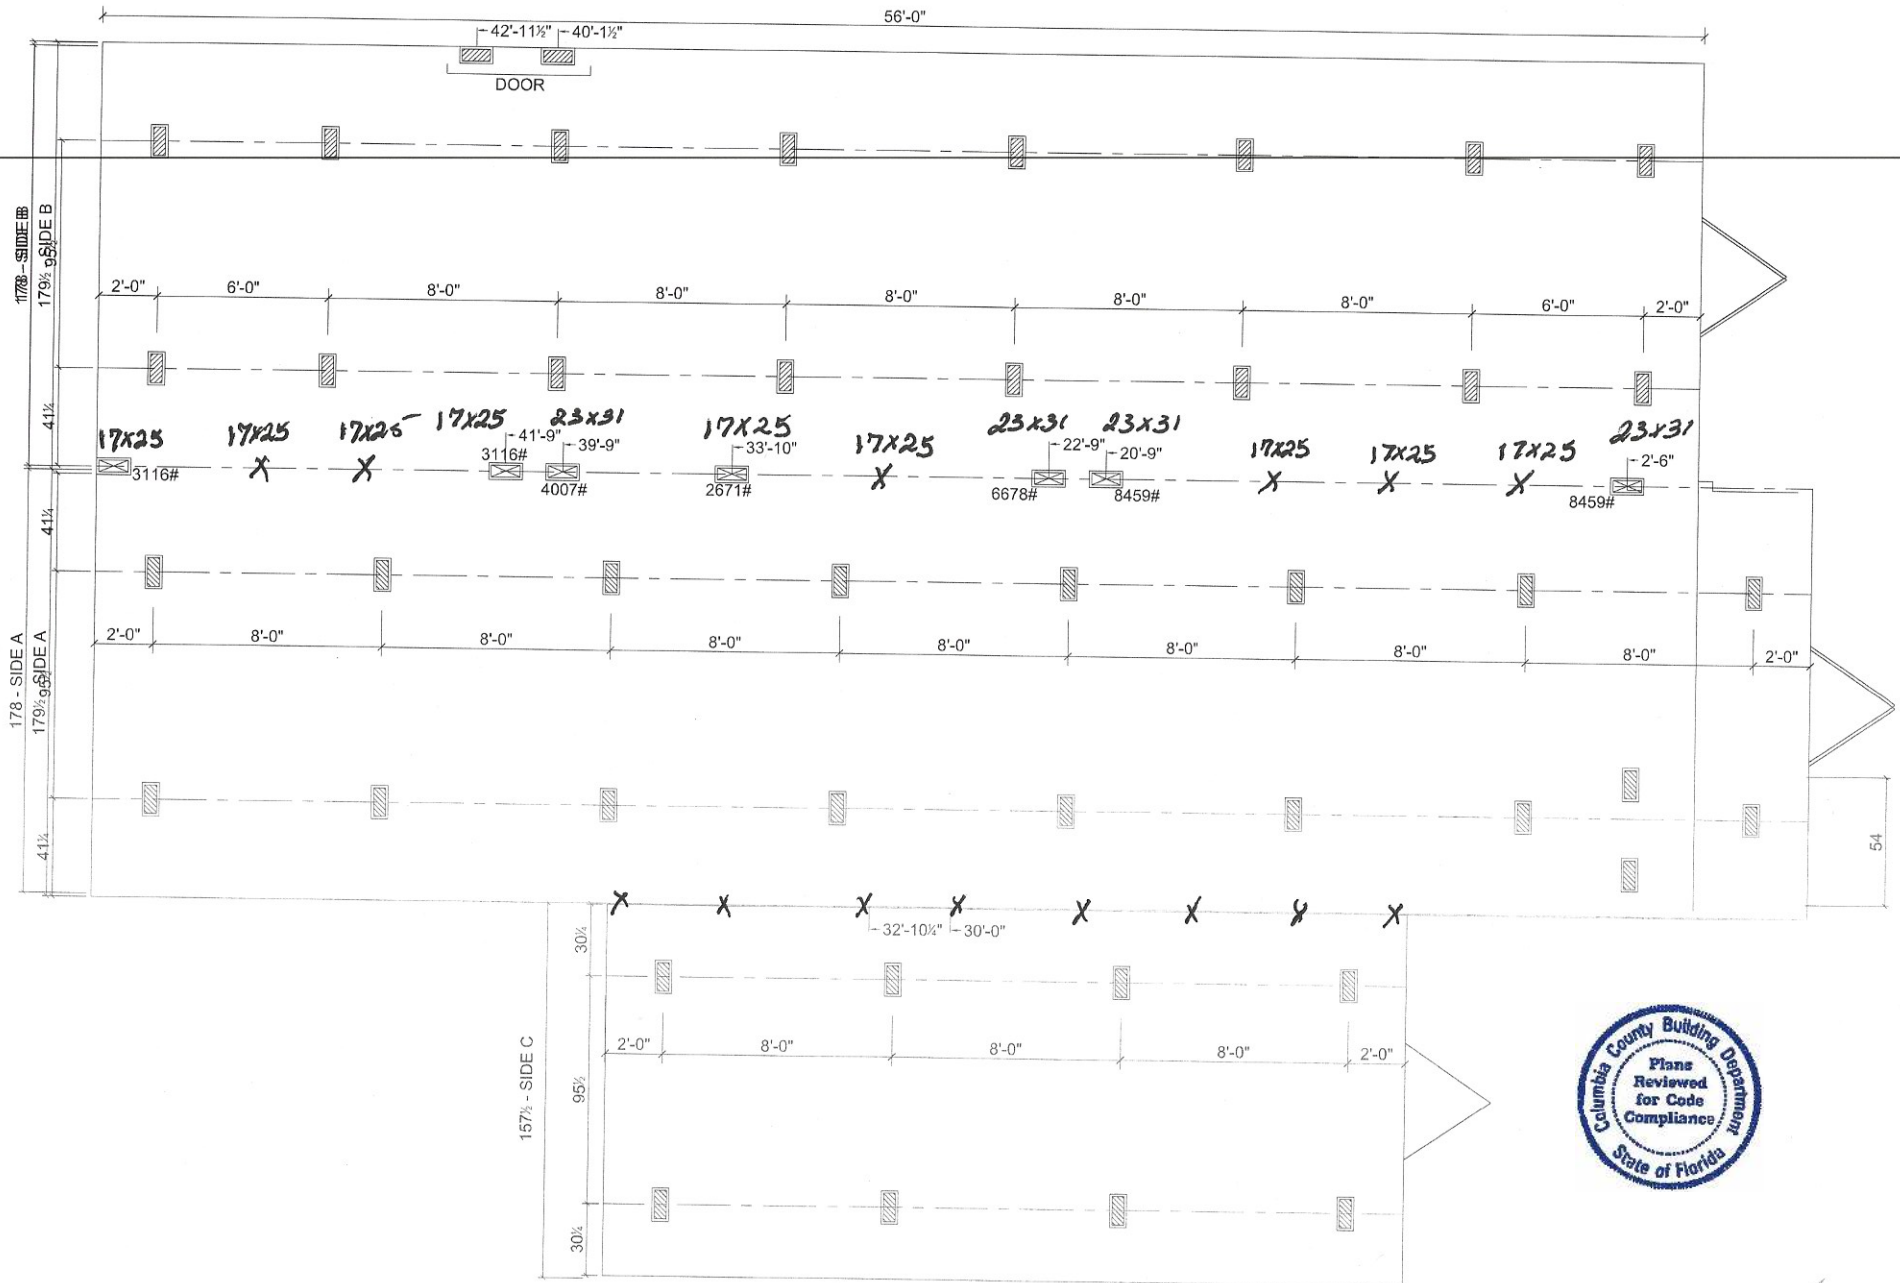 56'-0"
42'-11½" 40'-1½"
DOOR
178 - SIDE B
179½ - SIDE B
95½
2'-0" 6'-0" 8'-0" 8'-0" 8'-0" 8'-0" 8'-0" 6'-0" 2'-0"
41¼
17X25 17X25 17X25 17X25 23X31 17X25 17X25 23X31 23X31 17X25 17X25 17X25 23X31
41'-9" 39'-9" 33'-10" 22'-9" 20'-9" 2'-6"
3116# X X 3116# 4007# 2671# X 6678# 8459# X X X 8459#
41¼
2'-0" 8'-0" 8'-0" 8'-0" 8'-0" 8'-0" 8'-0" 8'-0" 2'-0"
178 - SIDE A
179½ - SIDE A
95½
41¼
54
X X X X X X X X
32'-10¼" 30'-0"
30¼
2'-0" 8'-0" 8'-0" 8'-0" 2'-0"
157½ - SIDE C
95½
30¼
Columbia County Building Department
Plans
Reviewed
for Code
Compliance
State of Florida